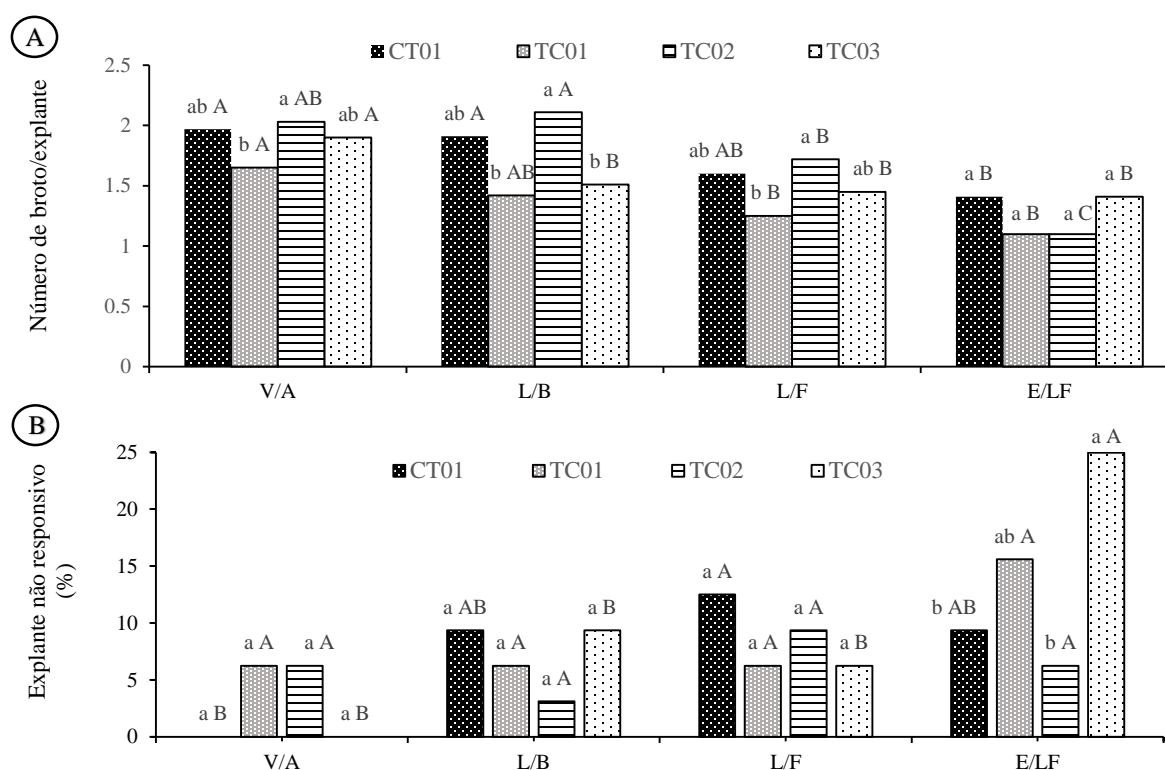 A
CT01 TC01 TC02 TC03
Número de broto/explante
2.5
2
1.5
1
0.5
0
ab A b A a AB ab A
ab A b AB a A b B
ab AB b B a B ab B
a B a B a C a B
V/A L/B L/F E/LF
B
CT01 TC01 TC02 TC03
Explante não responsivo
(%)
25
20
15
10
5
0
a B a A a A a B
a AB a A a A a B
a A a A a A a B
b AB ab A b A a A
V/A L/B L/F E/LF